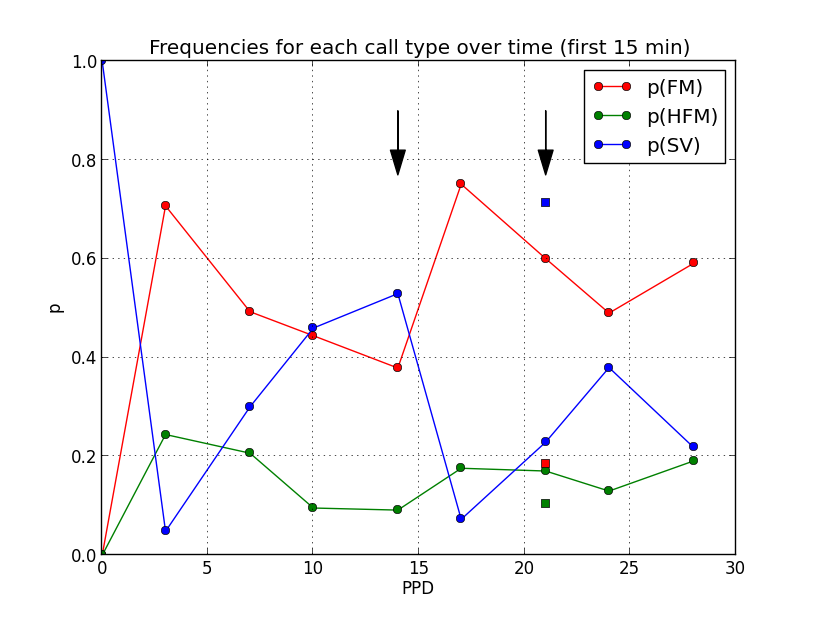 Frequencies for each call type over time (first 15 min)
p(FM)
p(HFM)
p(SV)
1.0
0.8
0.6
0.4
0.2
0.0
p
0 5 10 15 20 25 30
PPD